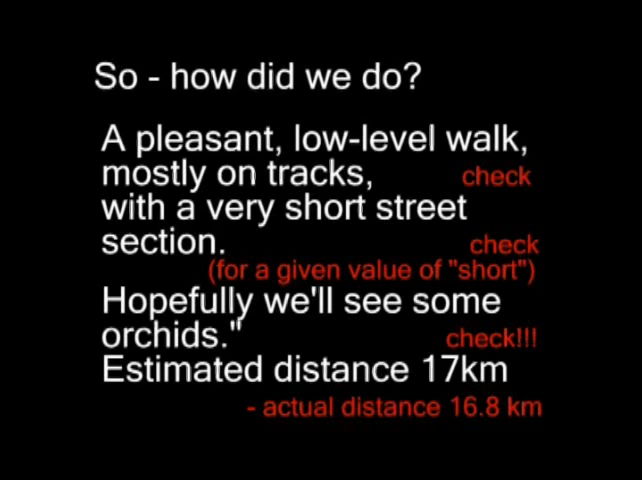 So - how did we do?
A pleasant, low-level walk,
mostly on tracks, check
with a very short street
section. check
(for a given value of "short")
Hopefully we'll see some
orchids." check!!!
Estimated distance 17km
- actual distance 16.8 km